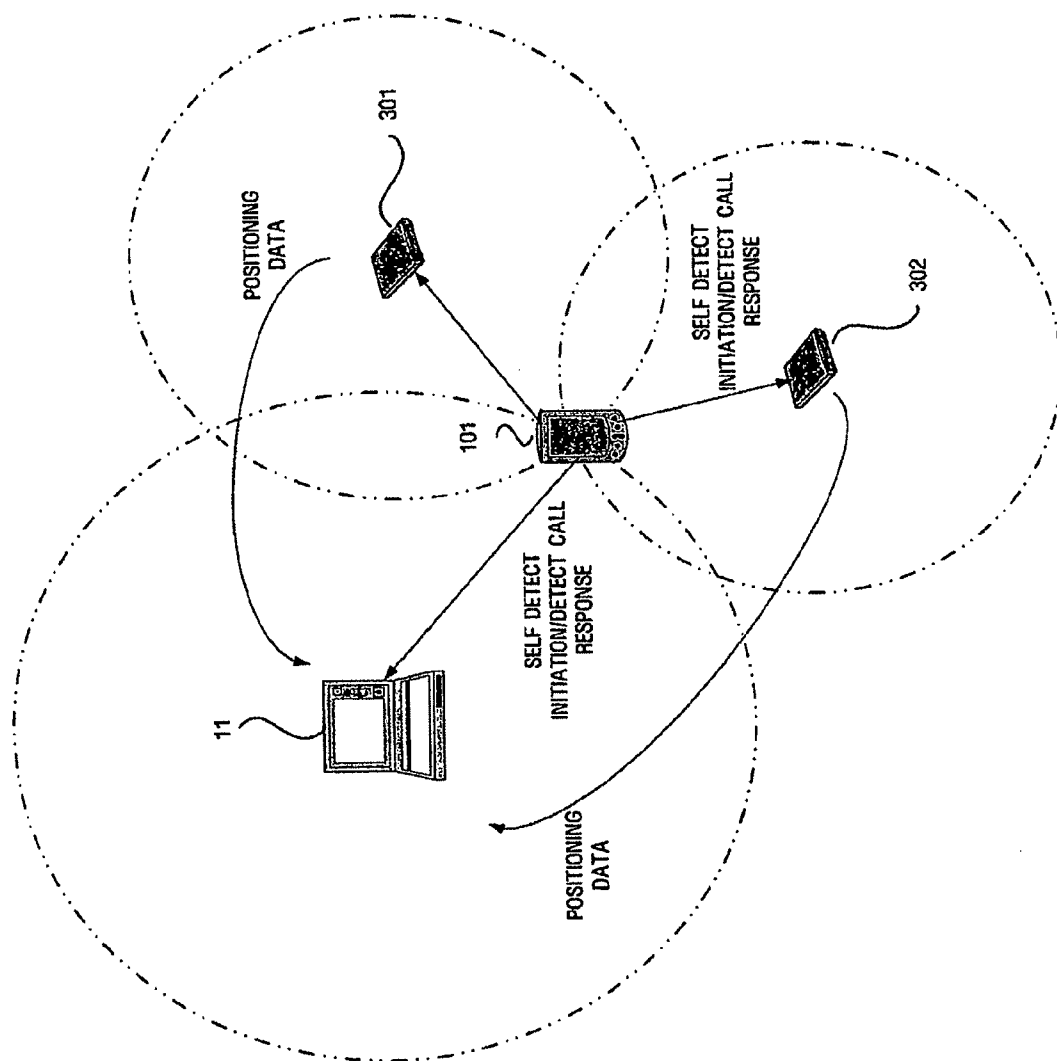 11
POSITIONING
DATA
301
101
SELF DETECT
INITIATION/DETECT CALL
RESPONSE
POSITIONING
DATA
SELF DETECT
INITIATION/DETECT CALL
RESPONSE
302